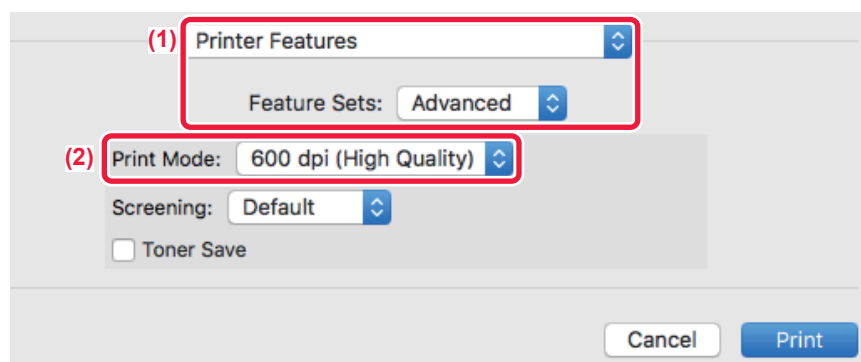 (1) Printer Features
Feature Sets: Advanced
(2) Print Mode: 600 dpi (High Quality)
Screening: Default
Toner Save
Cancel Print